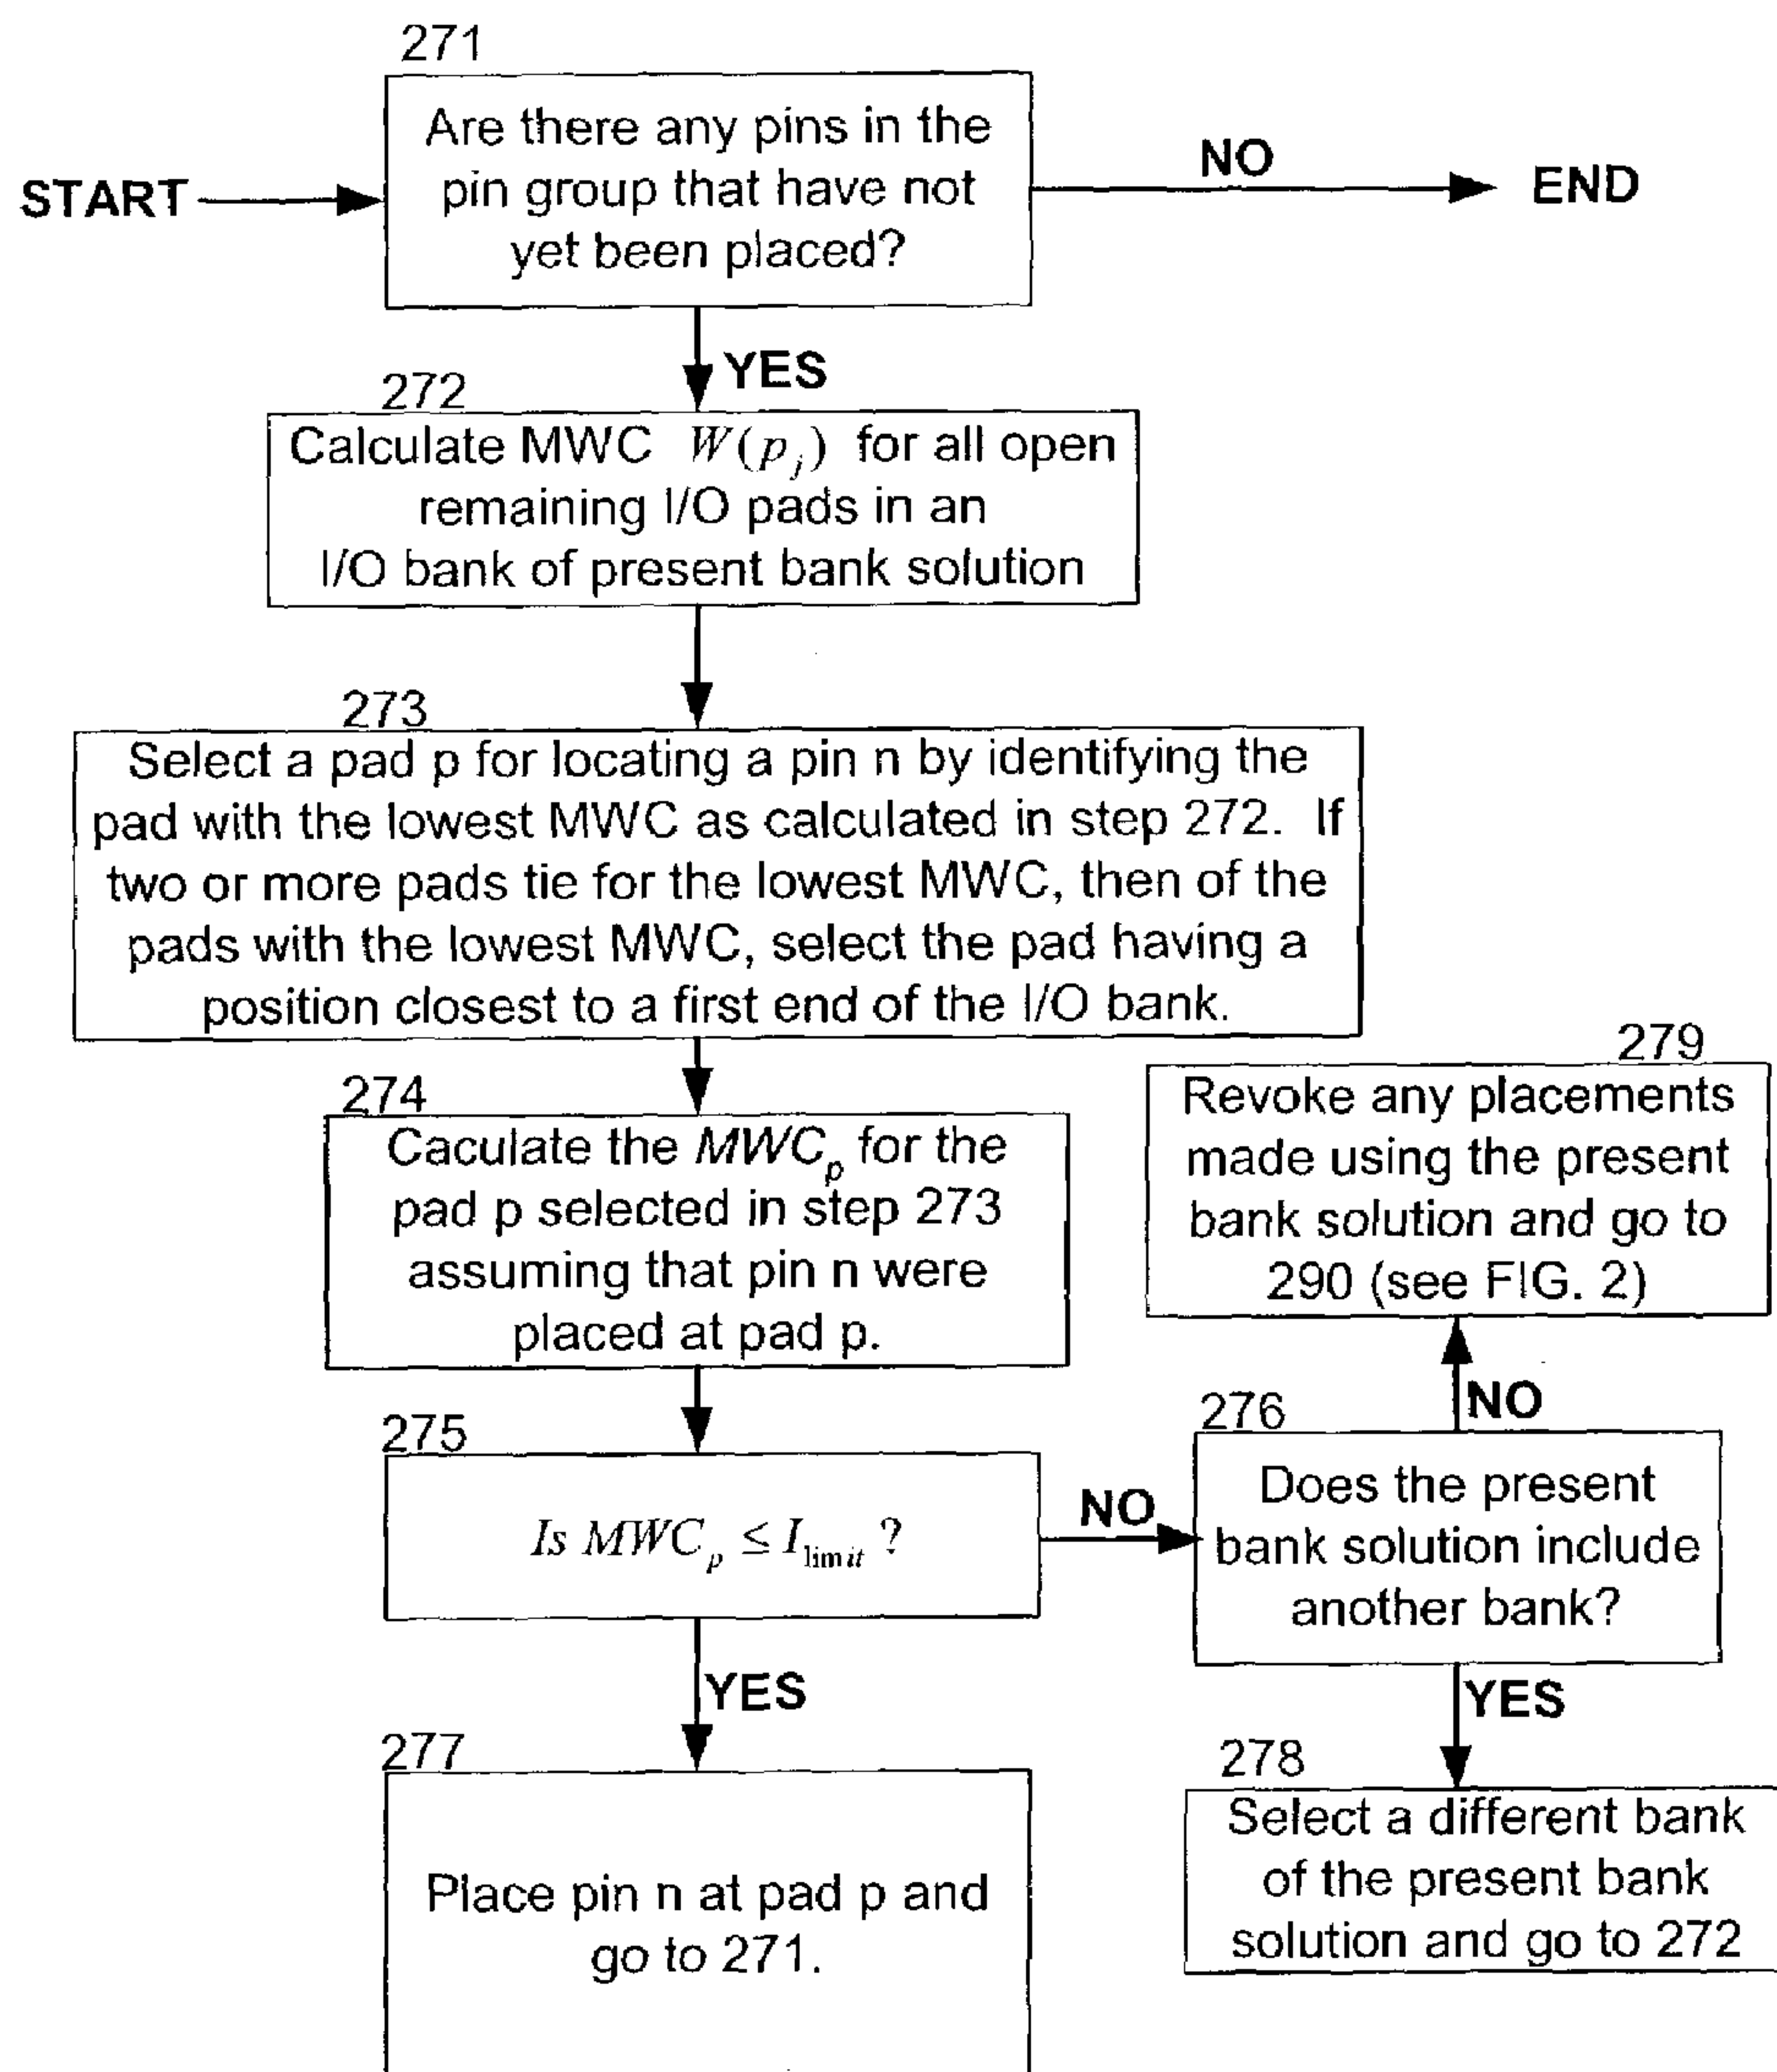 271
Are there any pins in the
pin group that have not
yet been placed?
START
NO
END
YES
272
Calculate MWC W(p_j) for all open
remaining I/O pads in an
I/O bank of present bank solution
273
Select a pad p for locating a pin n by identifying the
pad with the lowest MWC as calculated in step 272. If
two or more pads tie for the lowest MWC, then of the
pads with the lowest MWC, select the pad having a
position closest to a first end of the I/O bank.
274
Caculate the MWC_p for the
pad p selected in step 273
assuming that pin n were
placed at pad p.
279
Revoke any placements
made using the present
bank solution and go to
290 (see FIG. 2)
275
Is MWC_p ≤ I_limit ?
NO
276
Does the present
bank solution include
another bank?
NO
YES
YES
277
Place pin n at pad p and
go to 271.
278
Select a different bank
of the present bank
solution and go to 272